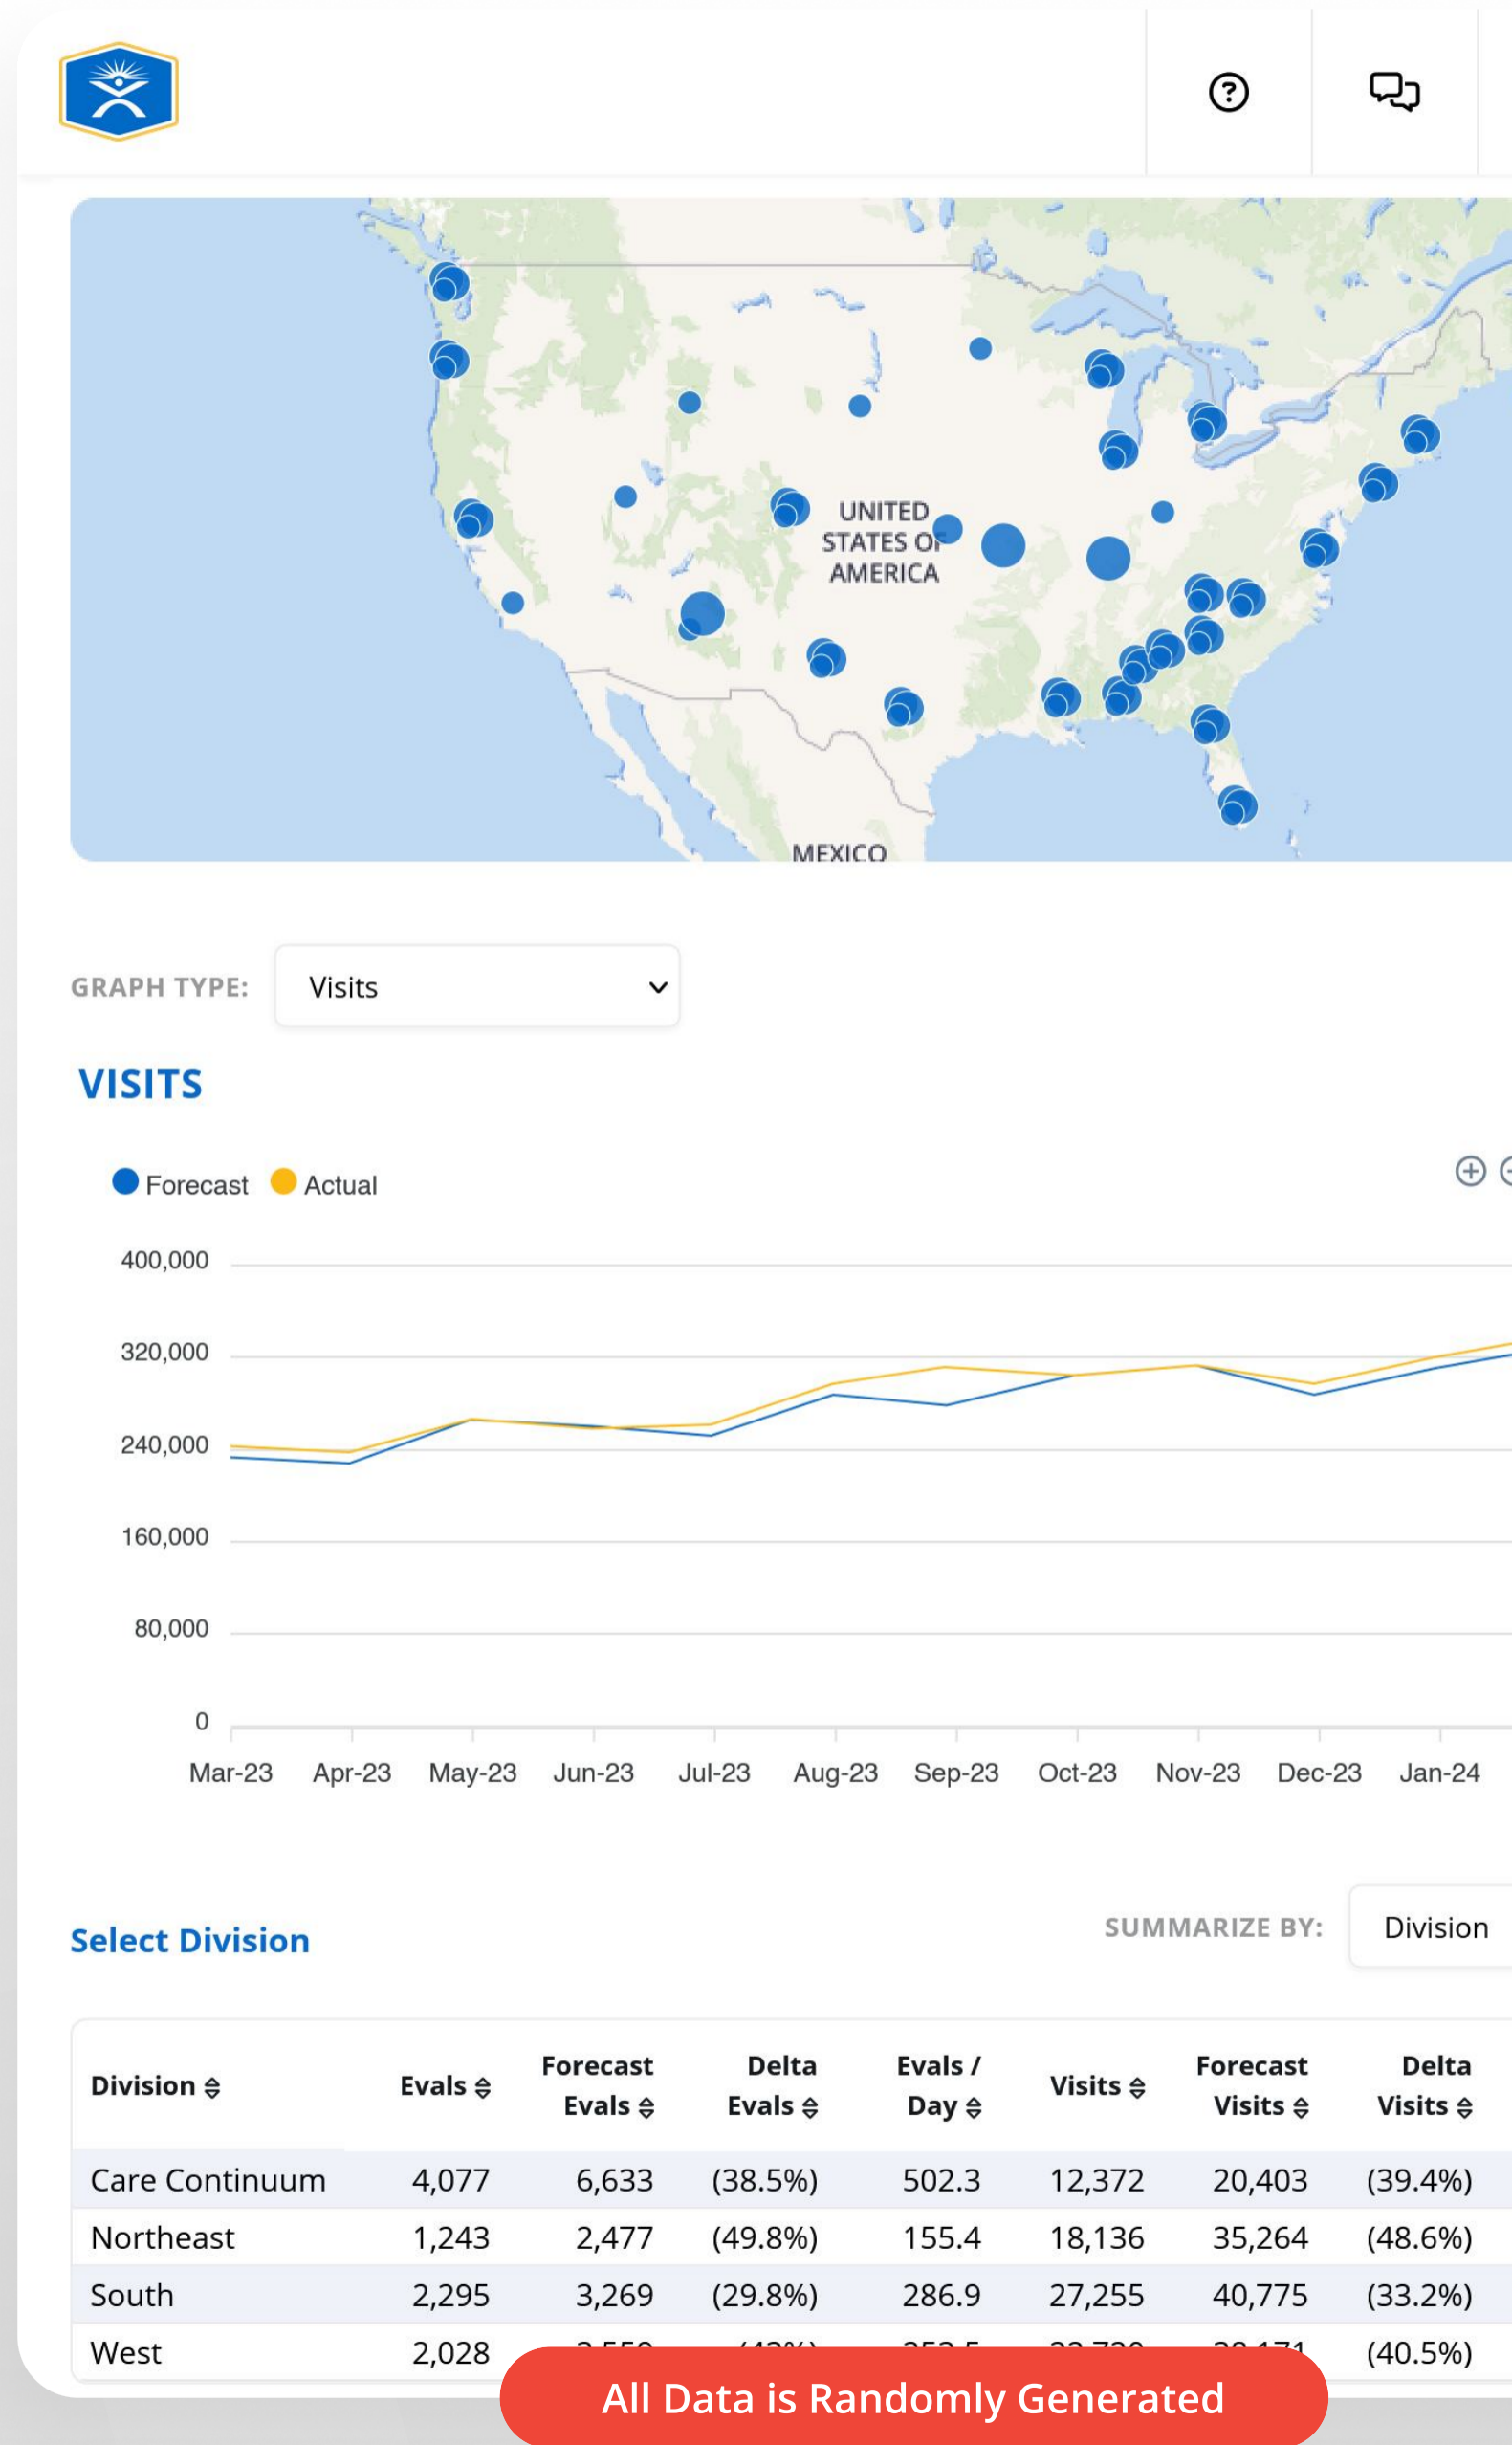 UNITED
STATES OF
AMERICA
MEXICO
GRAPH TYPE: Visits
VISITS
Forecast Actual
400,000
320,000
240,000
160,000
80,000
0
Mar-23 Apr-23 May-23 Jun-23 Jul-23 Aug-23 Sep-23 Oct-23 Nov-23 Dec-23 Jan-24
Select Division
SUMMARIZE BY: Division
Division Evals Forecast Evals Delta Evals Evals / Day Visits Forecast Visits Delta Visits
Care Continuum 4,077 6,633 (38.5%) 502.3 12,372 20,403 (39.4%)
Northeast 1,243 2,477 (49.8%) 155.4 18,136 35,264 (48.6%)
South 2,295 3,269 (29.8%) 286.9 27,255 40,775 (33.2%)
West 2,028 (40.5%)
All Data is Randomly Generated